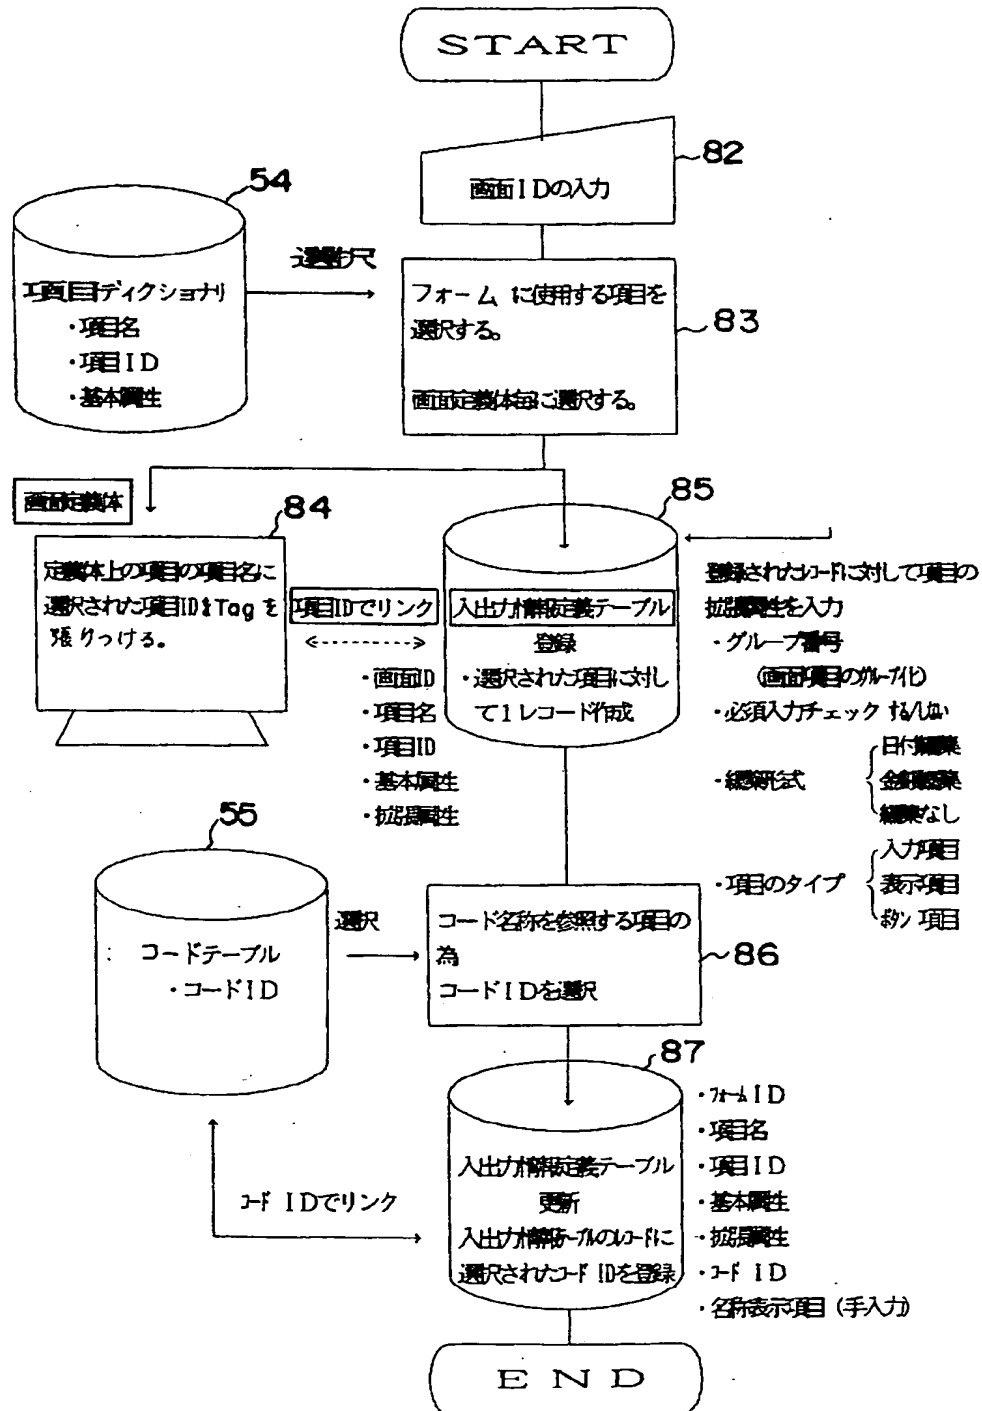 START
82
画面IDの入力
54
選択
項目ディクショナリ
・項目名
・項目ID
・基本属性
フォームに使用する項目を
選択する。
画面定義体毎に選択する。
83
画面定義体
84
定義体上の項目の項目名に
選択された項目IDをTagを
張りつける。
項目IDでリンク
・画面ID
・項目名
・項目ID
・基本属性
・拡張属性
85
入出力情報定義テーブル
登録
・選択された項目に対し
て1レコード作成
登録されたレコードに対して項目の
拡張属性を入力
・グループ番号
(画面項目のグループ化)
・必須入力チェック する/しない
・編集形式
日付編集
金額編集
編集なし
・項目のタイプ
入力項目
表示項目
ボタン項目
55
コードテーブル
・コードID
選択
コード名称を参照する項目の
為
コードIDを選択
86
87
入出力情報定義テーブル
更新
入出力情報テーブルのレコードに
選択されたコードIDを登録
コードIDでリンク
・フォームID
・項目名
・項目ID
・基本属性
・拡張属性
・コードID
・名称表示項目(手入力)
END